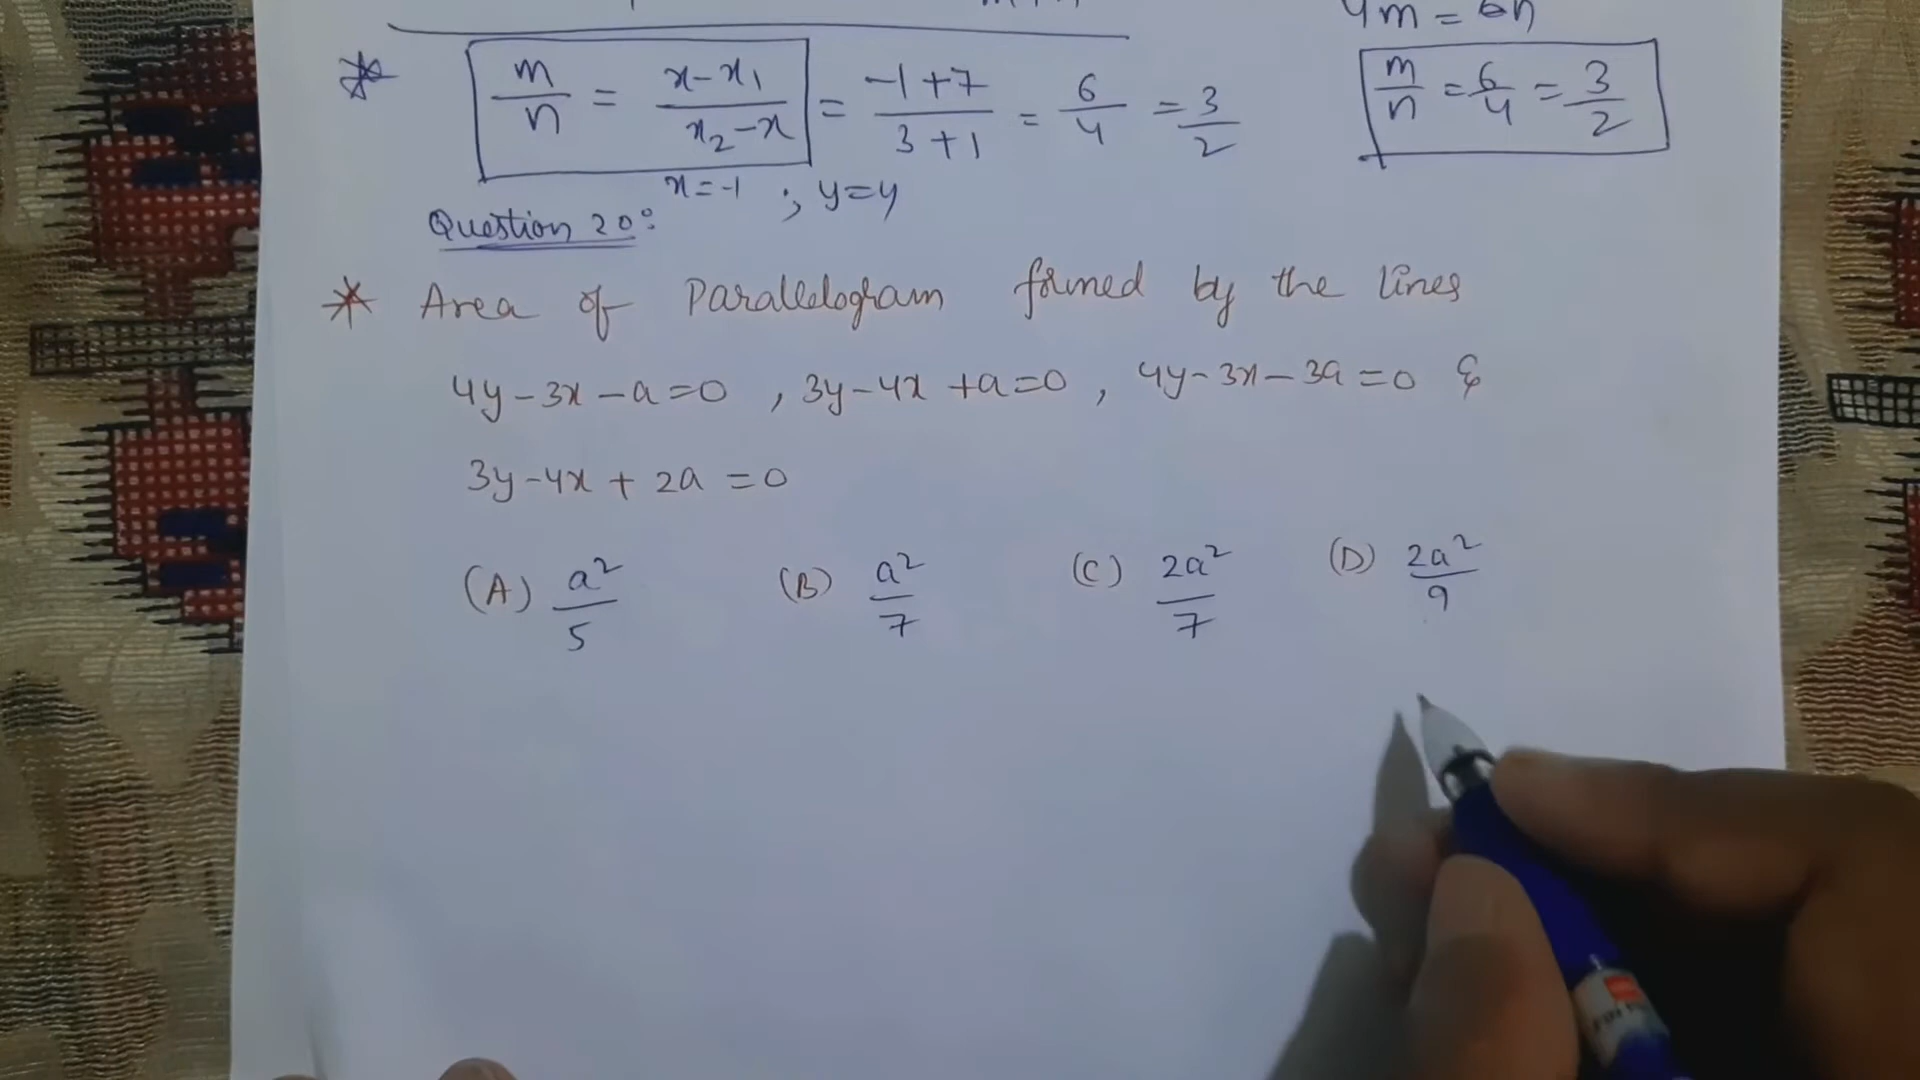 4m = 6n
* m/n = x-x₁/x₂-x = -1+7/3+1 = 6/4 = 3/2
m/n = 6/4 = 3/2
x=-1 ; y=4
Question 20:
* Area of Parallelogram formed by the lines
4y-3x-a=0 , 3y-4x+a=0 , 4y-3x-3a=0 &
3y-4x+2a=0
(A) a²/5 (B) a²/7 (C) 2a²/7 (D) 2a²/9